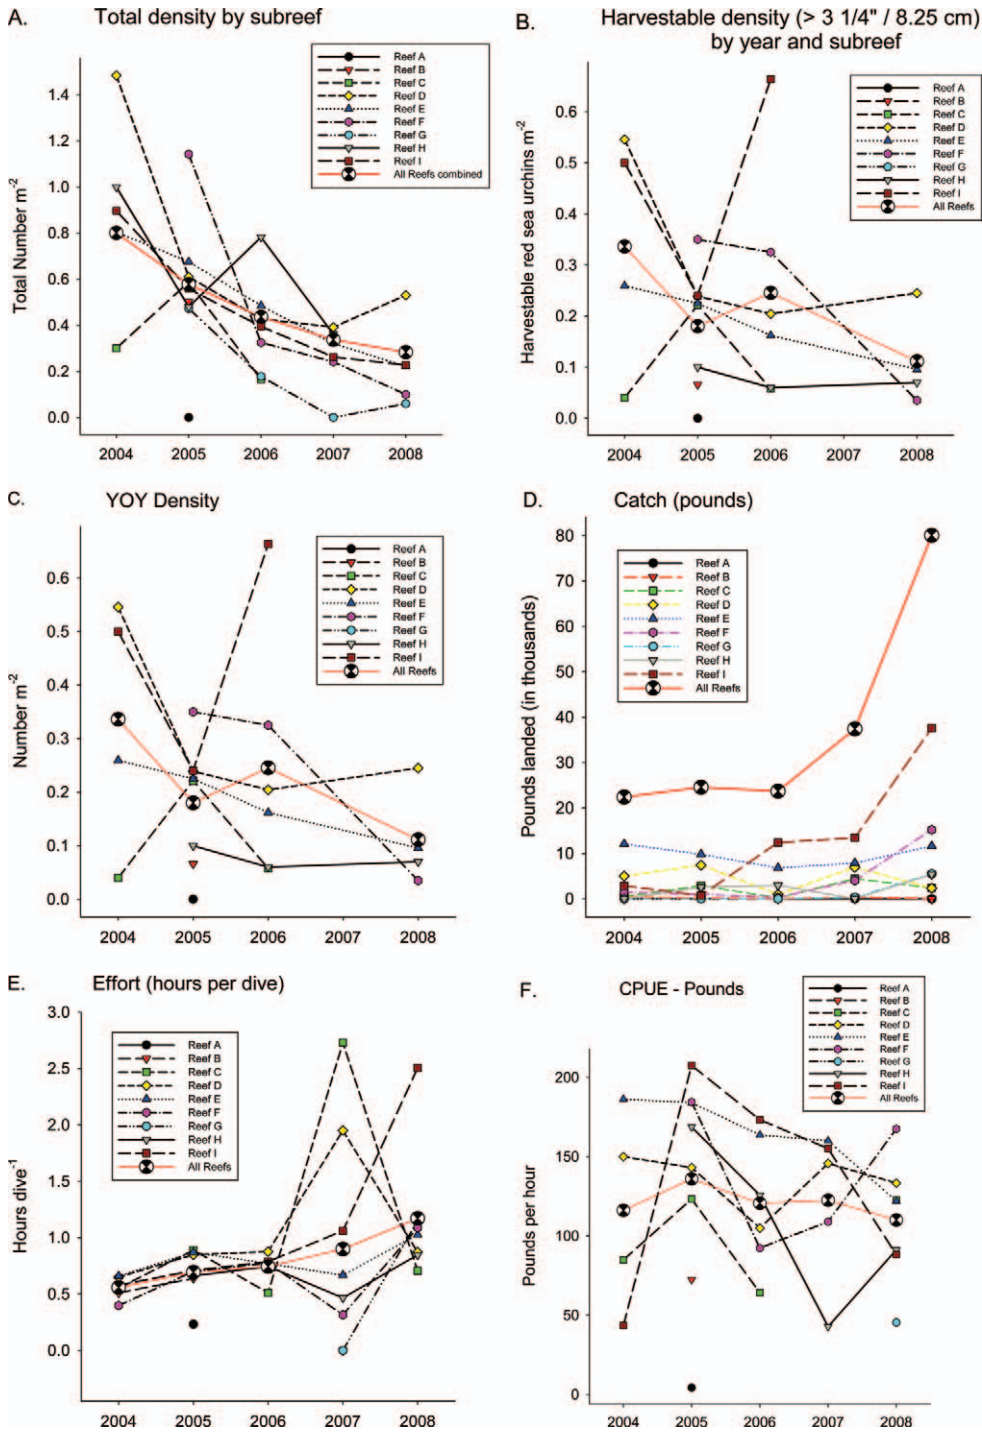 A.
Total density by subreef
Reef A
Reef B
Reef C
Reef D
Reef E
Reef F
Reef G
Reef H
Reef I
All Reefs combined
Total Number m-2
1.4
1.2
1.0
0.8
0.6
0.4
0.2
0.0
2004 2005 2006 2007 2008
B.
Harvestable density (> 3 1/4" / 8.25 cm)
by year and subreef
Reef A
Reef B
Reef C
Reef D
Reef E
Reef F
Reef G
Reef H
Reef I
All Reefs
Harvestable red sea urchins m-2
0.6
0.5
0.4
0.3
0.2
0.1
0.0
2004 2005 2006 2007 2008
C.
YOY Density
Reef A
Reef B
Reef C
Reef D
Reef E
Reef F
Reef G
Reef H
Reef I
All Reefs
Number m-2
0.6
0.5
0.4
0.3
0.2
0.1
0.0
2004 2005 2006 2007 2008
D.
Catch (pounds)
Reef A
Reef B
Reef C
Reef D
Reef E
Reef F
Reef G
Reef H
Reef I
All Reefs
Pounds landed (in thousands)
80
70
60
50
40
30
20
10
0
2004 2005 2006 2007 2008
E.
Effort (hours per dive)
Reef A
Reef B
Reef C
Reef D
Reef E
Reef F
Reef G
Reef H
Reef I
All Reefs
Hours dive-1
3.0
2.5
2.0
1.5
1.0
0.5
0.0
2004 2005 2006 2007 2008
F.
CPUE - Pounds
Reef A
Reef B
Reef C
Reef D
Reef E
Reef F
Reef G
Reef H
Reef I
All Reefs
Pounds per hour
200
150
100
50
0
2004 2005 2006 2007 2008